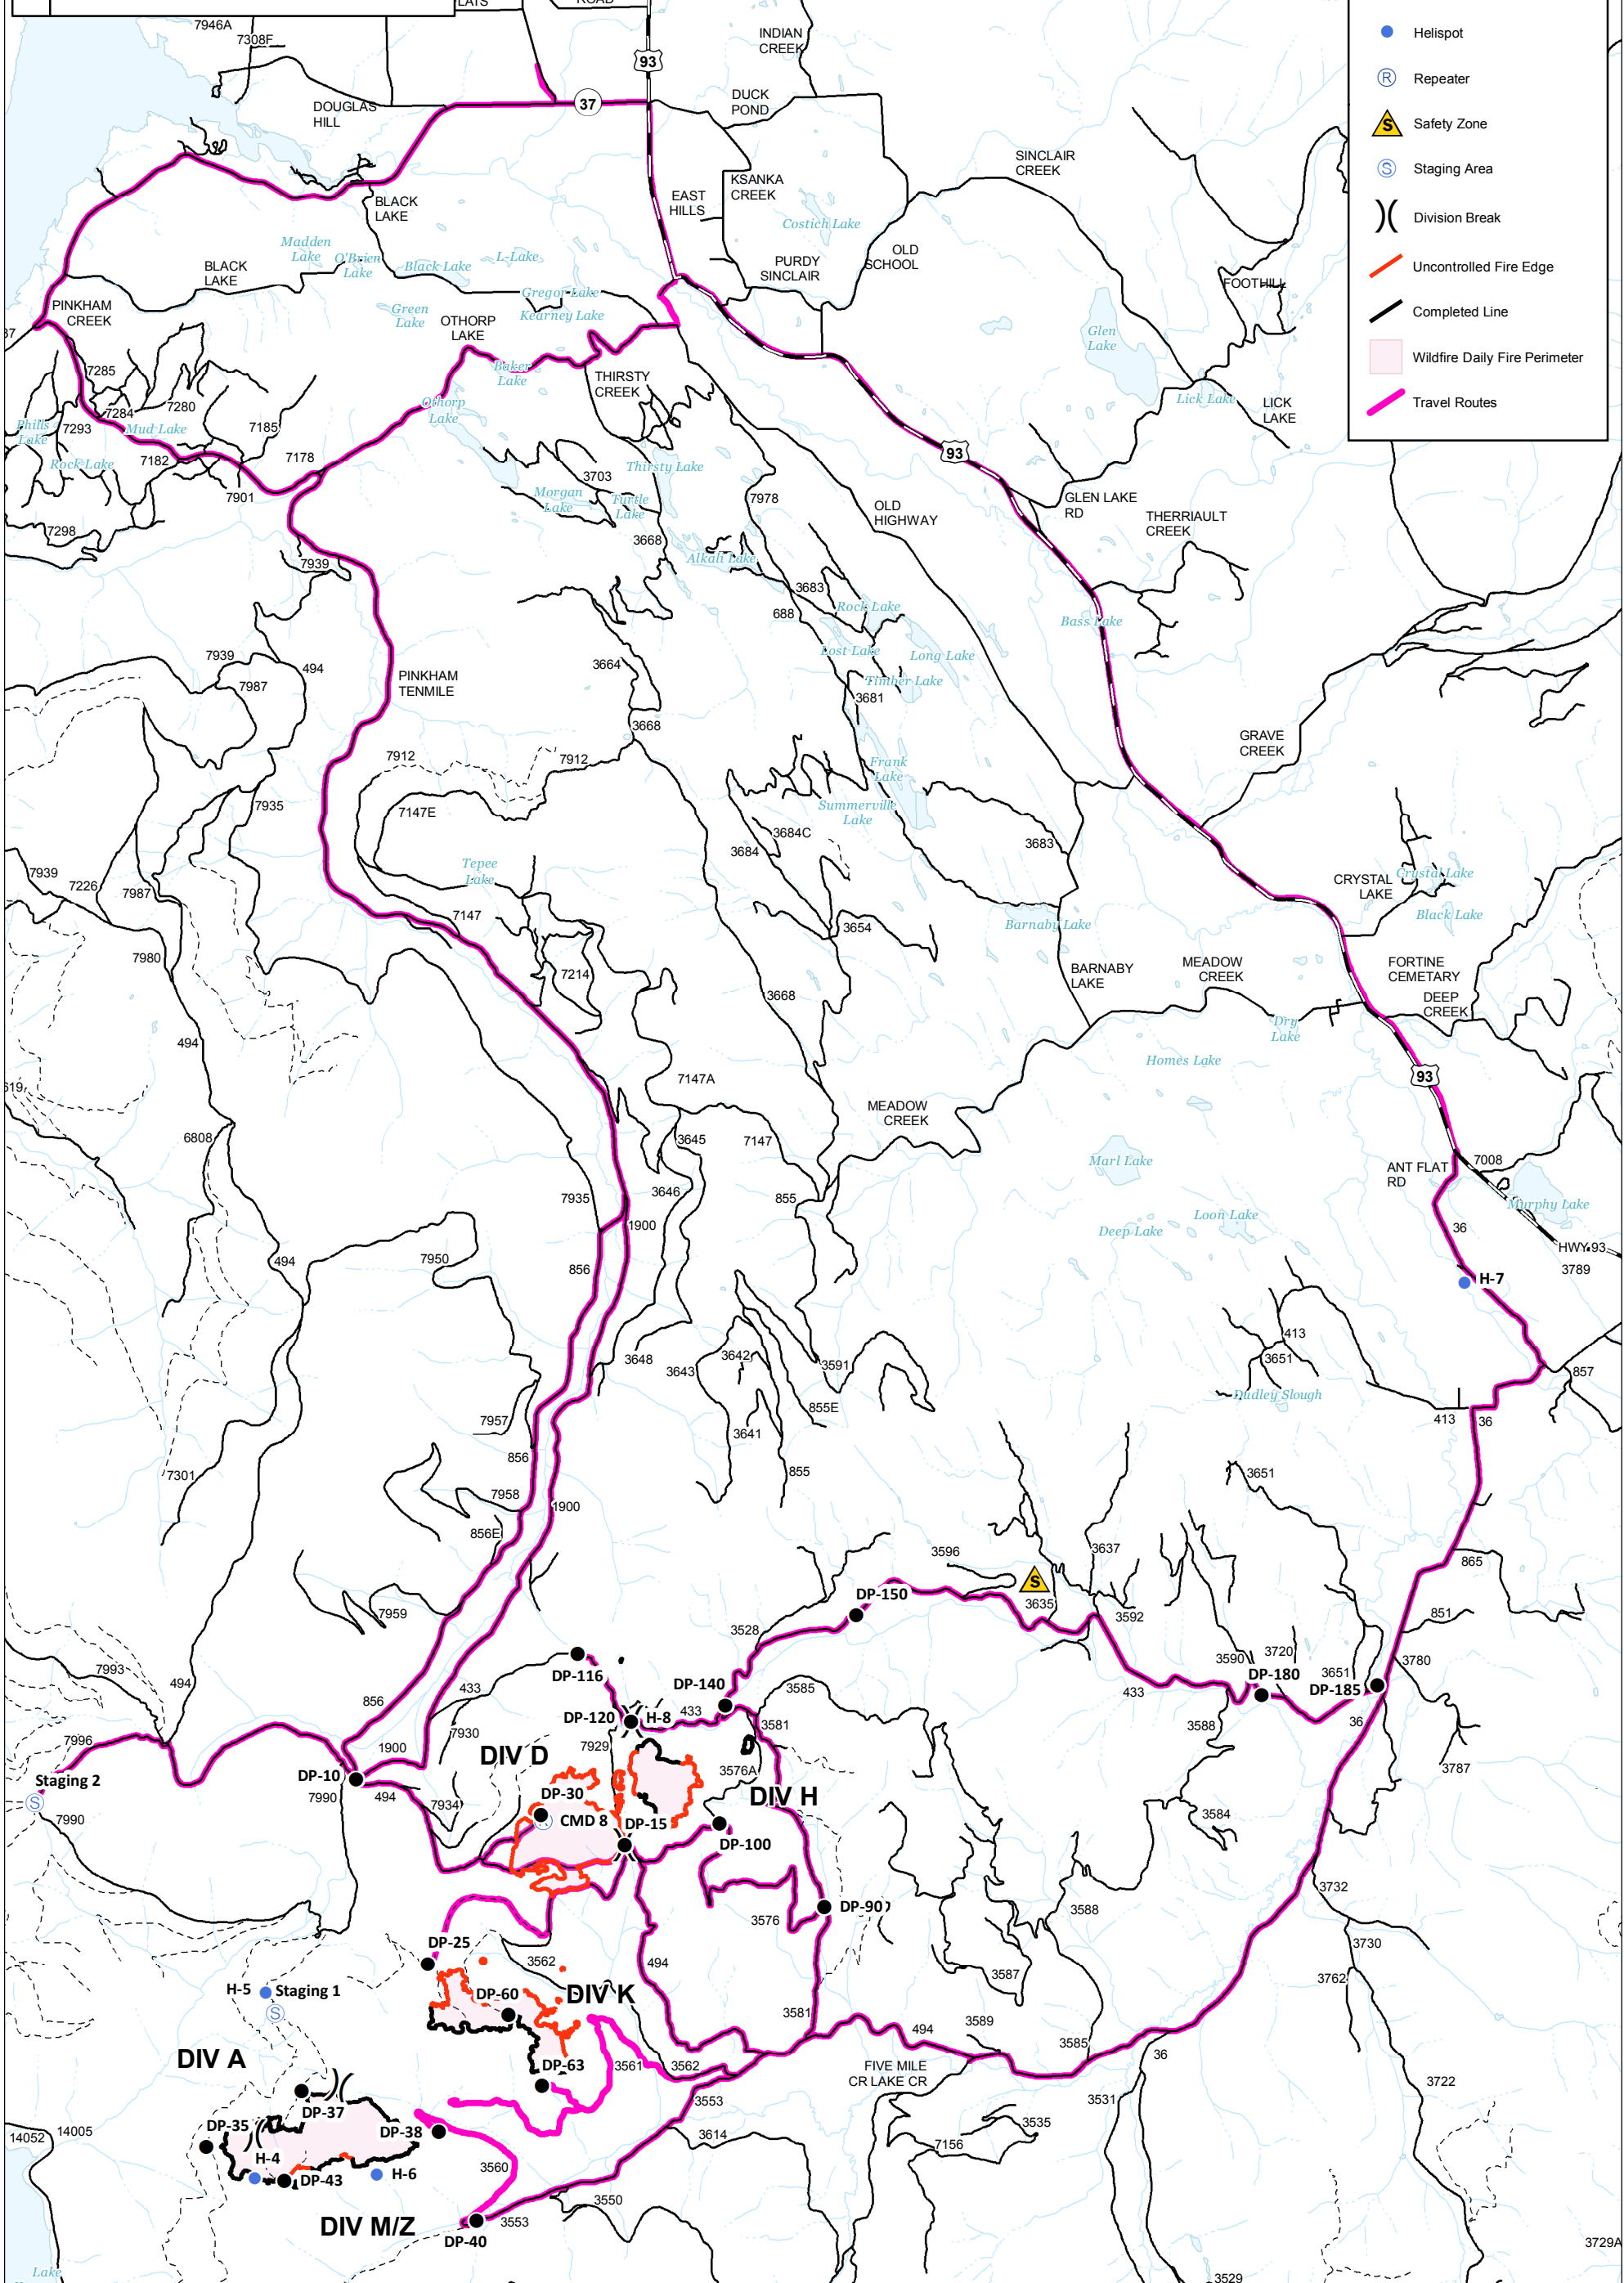 LATS
ROAD
7946A
7308F
INDIAN
CREEK
93
Helispot
R
Repeater
S
Safety Zone
S
Staging Area
Division Break
Uncontrolled Fire Edge
Completed Line
Wildfire Daily Fire Perimeter
Travel Routes
DOUGLAS
HILL
37
DUCK
POND
SINCLAIR
CREEK
KSANKA
CREEK
EAST
HILLS
BLACK
LAKE
Costich Lake
Madden
Lake
O'Brien
Lake
Black Lake
L-Lake
OLD
SCHOOL
PURDY
SINCLAIR
BLACK
LAKE
FOOTHILL
PINKHAM
CREEK
Green
Lake
Gregor Lake
Kearney Lake
OTHORP
LAKE
Glen
Lake
37
7285
Baker
Lake
THIRSTY
CREEK
Othorp
Lake
Lick Lake
LICK
LAKE
7284
7280
Phills
Lake
7293
Mud Lake
7185
Rock Lake
7182
7178
93
3703
Thirsty Lake
7901
Morgan
Lake
Turtle
Lake
7978
GLEN LAKE
RD
OLD
HIGHWAY
THERRIAULT
CREEK
7298
3668
7939
Alkali Lake
3683
688
Rock Lake
Bass Lake
Lost Lake
Long Lake
7939
494
3664
7987
PINKHAM
TENMILE
Timber Lake
3681
3668
GRAVE
CREEK
7912
7912
Frank
Lake
7935
7147E
Summerville
Lake
3684C
3684
3683
Tepee
Lake
7939
7226
7987
CRYSTAL
LAKE
Crystal Lake
Black Lake
7147
3654
Barnaby Lake
7980
7214
BARNABY
LAKE
MEADOW
CREEK
FORTINE
CEMETARY
DEEP
CREEK
3668
Dry
Lake
494
Homes Lake
619
7147A
93
MEADOW
CREEK
6808
3645
7147
Marl Lake
ANT FLAT
RD
7008
7935
3646
855
1900
Murphy Lake
Deep Lake
Loon Lake
36
HWY 93
494
7950
856
3789
H-7
3648
3642
3643
3591
413
3651
857
Dudley Slough
855E
7957
3641
413
36
856
7301
855
3651
7958
1900
856E
3596
3637
865
S
DP-150
3635
3592
7959
851
3528
7993
DP-116
DP-140
3590
3720
3651
3780
494
433
3585
DP-180
DP-185
856
433
DP-120
H-8
433
3581
3588
36
7996
7930
7929
1900
DIV D
3576A
3787
Staging 2
DP-10
S
7990
494
DP-30
DIV H
7934
3584
7990
CMD 8
DP-15
DP-100
3732
3576
DP-90
3588
3730
DP-25
3562
494
3762
H-5
Staging 1
S
DP-60
DIV K
3587
3581
494
3589
3585
DIV A
36
DP-63
3561
3562
FIVE MILE
CR LAKE CR
3722
DP-37
3553
3531
DP-35
DP-38
3535
14052
14005
3614
7156
H-4
DP-43
H-6
3560
3550
DIV M/Z
3553
DP-40
3729A
Lake
3529